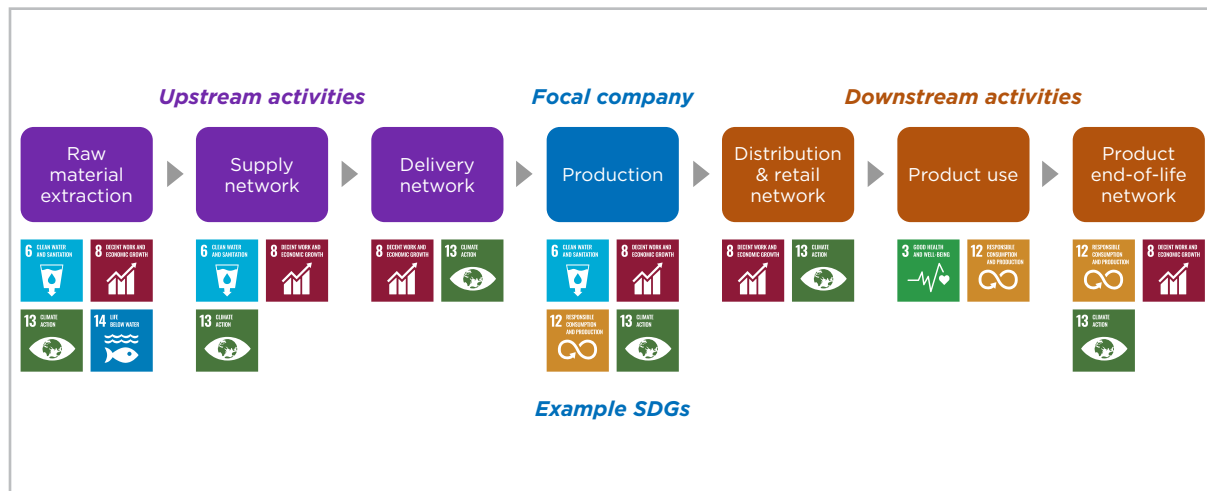 Upstream activities
Focal company
Downstream activities
Raw
material
extraction
Supply
network
Delivery
network
Production
Distribution
& retail
network
Product use
Product
end-of-life
network
6 CLEAN WATER
AND SANITATION
8 DECENT WORK AND
ECONOMIC GROWTH
13 CLIMATE
ACTION
14 LIFE
BELOW WATER
6 CLEAN WATER
AND SANITATION
8 DECENT WORK AND
ECONOMIC GROWTH
13 CLIMATE
ACTION
8 DECENT WORK AND
ECONOMIC GROWTH
13 CLIMATE
ACTION
6 CLEAN WATER
AND SANITATION
8 DECENT WORK AND
ECONOMIC GROWTH
12 RESPONSIBLE
CONSUMPTION
AND PRODUCTION
13 CLIMATE
ACTION
8 DECENT WORK AND
ECONOMIC GROWTH
13 CLIMATE
ACTION
3 GOOD HEALTH
AND WELL-BEING
12 RESPONSIBLE
CONSUMPTION
AND PRODUCTION
12 RESPONSIBLE
CONSUMPTION
AND PRODUCTION
8 DECENT WORK AND
ECONOMIC GROWTH
13 CLIMATE
ACTION
Example SDGs